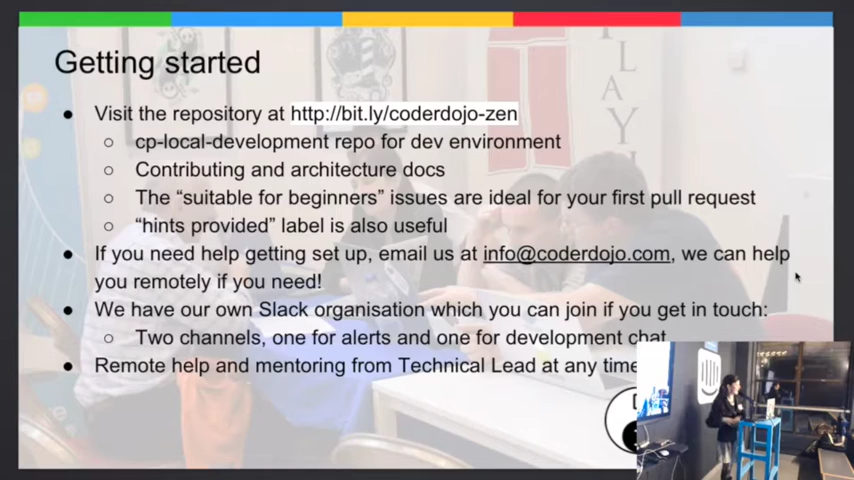 Getting started
● Visit the repository at http://bit.ly/coderdojo-zen
○ cp-local-development repo for dev environment
○ Contributing and architecture docs
○ The “suitable for beginners” issues are ideal for your first pull request
○ “hints provided” label is also useful
● If you need help getting set up, email us at info@coderdojo.com, we can help
you remotely if you need!
● We have our own Slack organisation which you can join if you get in touch:
○ Two channels, one for alerts and one for development chat
● Remote help and mentoring from Technical Lead at any time
PLAY